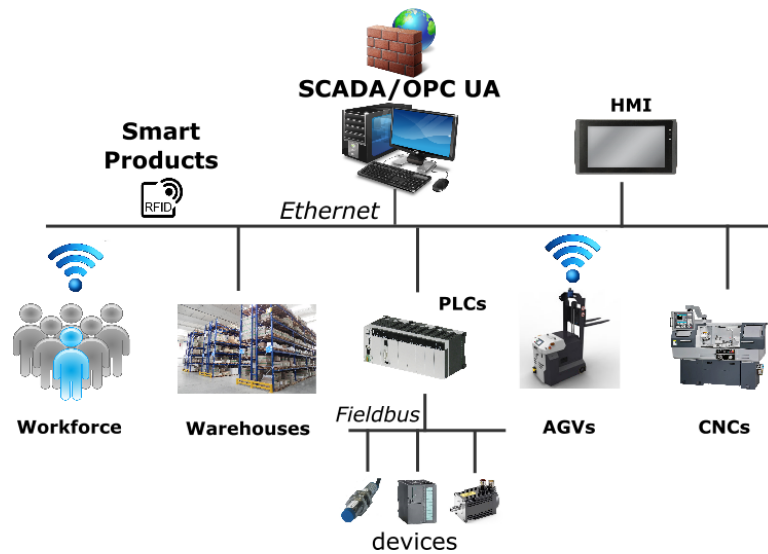 SCADA/OPC UA
HMI
Smart
Products
RFID
Ethernet
PLCs
Workforce
Warehouses
Fieldbus
AGVs
CNCs
devices